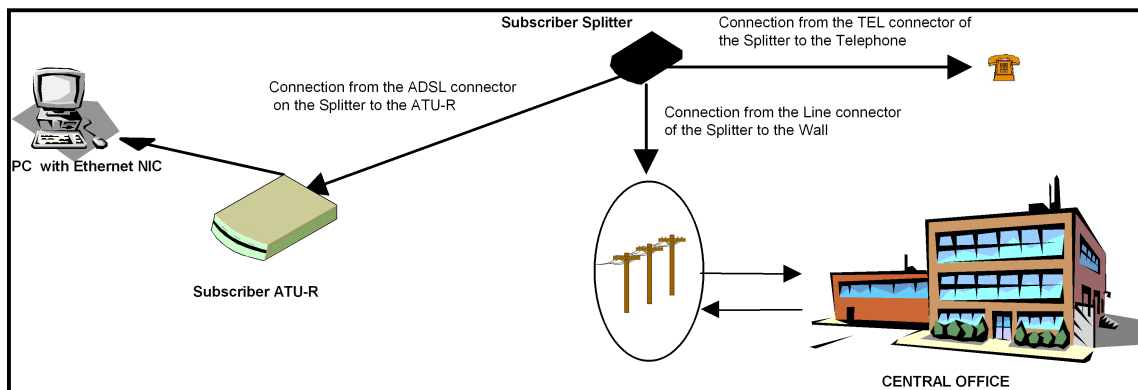 Subscriber Splitter
Connection from the TEL connector of
the Splitter to the Telephone
Connection from the ADSL connector
on the Splitter to the ATU-R
Connection from the Line connector
of the Splitter to the Wall
PC with Ethernet NIC
Subscriber ATU-R
CENTRAL OFFICE